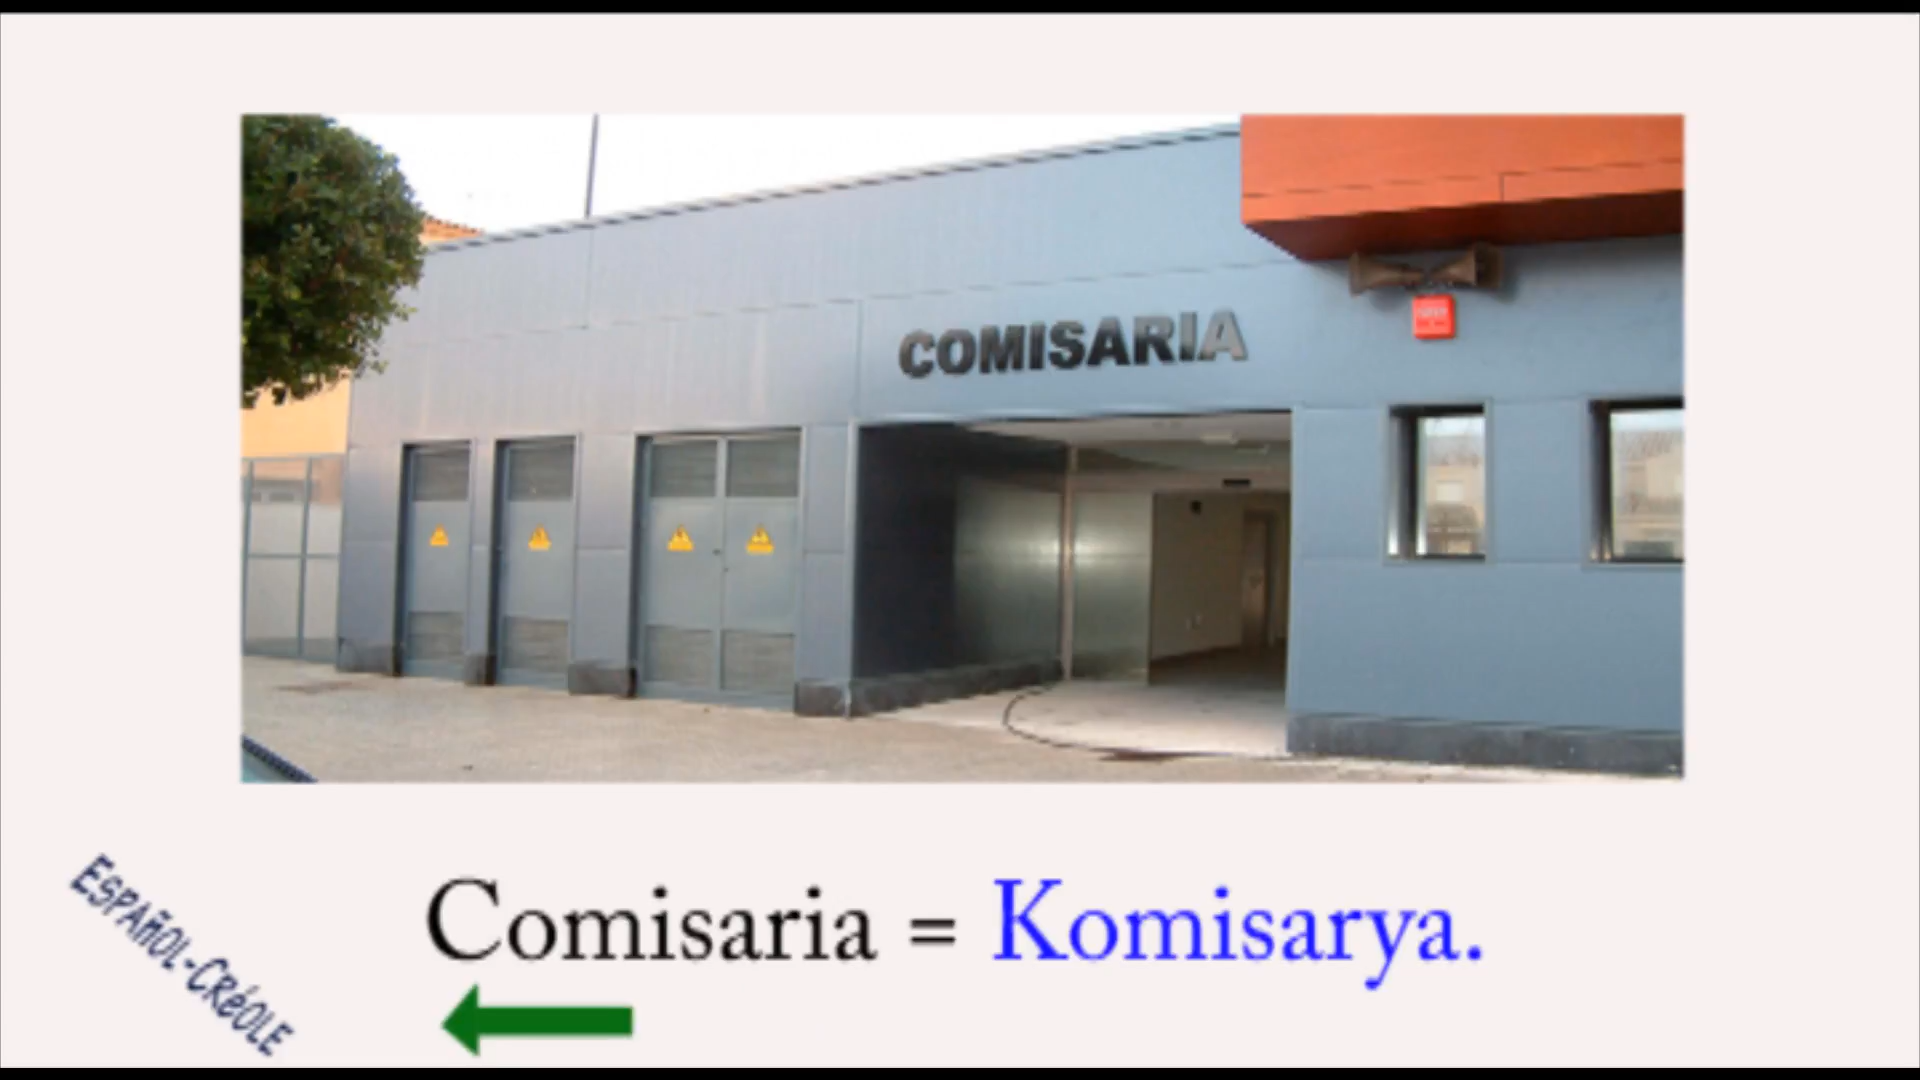 COMISARIA
Comisaria = Komisarya.
ESPAñOL-CRéOLE